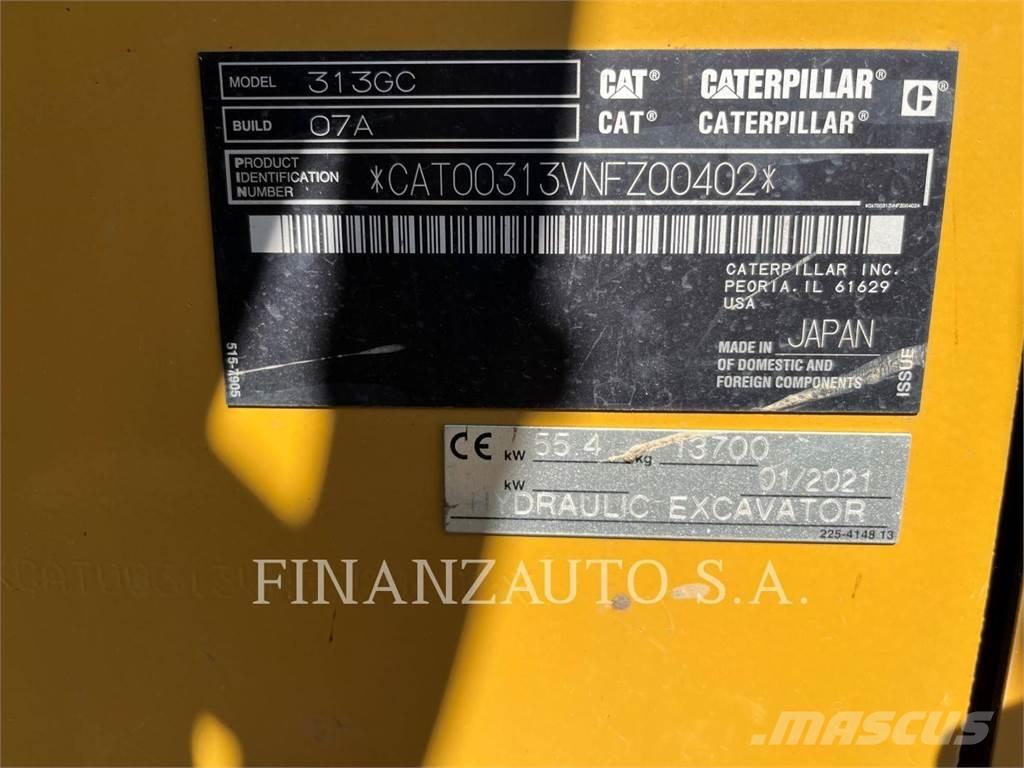 MODEL 313GC
BUILD 07A
CAT® CATERPILLAR®
CAT® CATERPILLAR®
PRODUCT
IDENTIFICATION
NUMBER
*CAT00313VNFZ00402*
CATERPILLAR INC.
PEORIA, IL 61629
USA
MADE IN JAPAN
OF DOMESTIC AND
FOREIGN COMPONENTS
515-7905
ISSUE
CE kW 55.4 kg 13700
kW 01/2021
HYDRAULIC EXCAVATOR
225-4148 13
FINANZAUTO S.A.
MASCUS